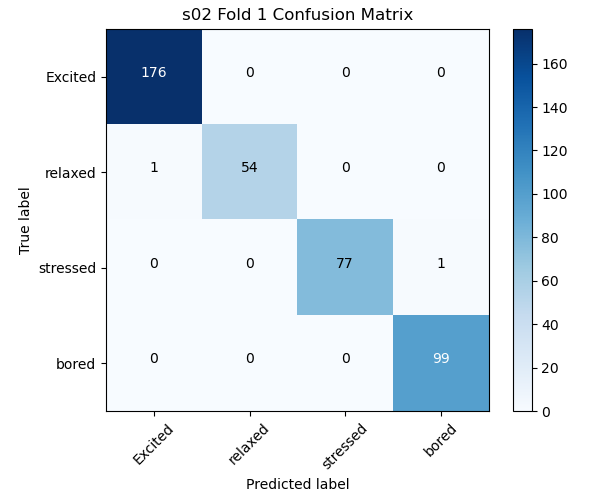 s02 Fold 1 Confusion Matrix
True label
Excited 176 0 0 0
relaxed 1 54 0 0
stressed 0 0 77 1
bored 0 0 0 99
Excited relaxed stressed bored
Predicted label
160
140
120
100
80
60
40
20
0